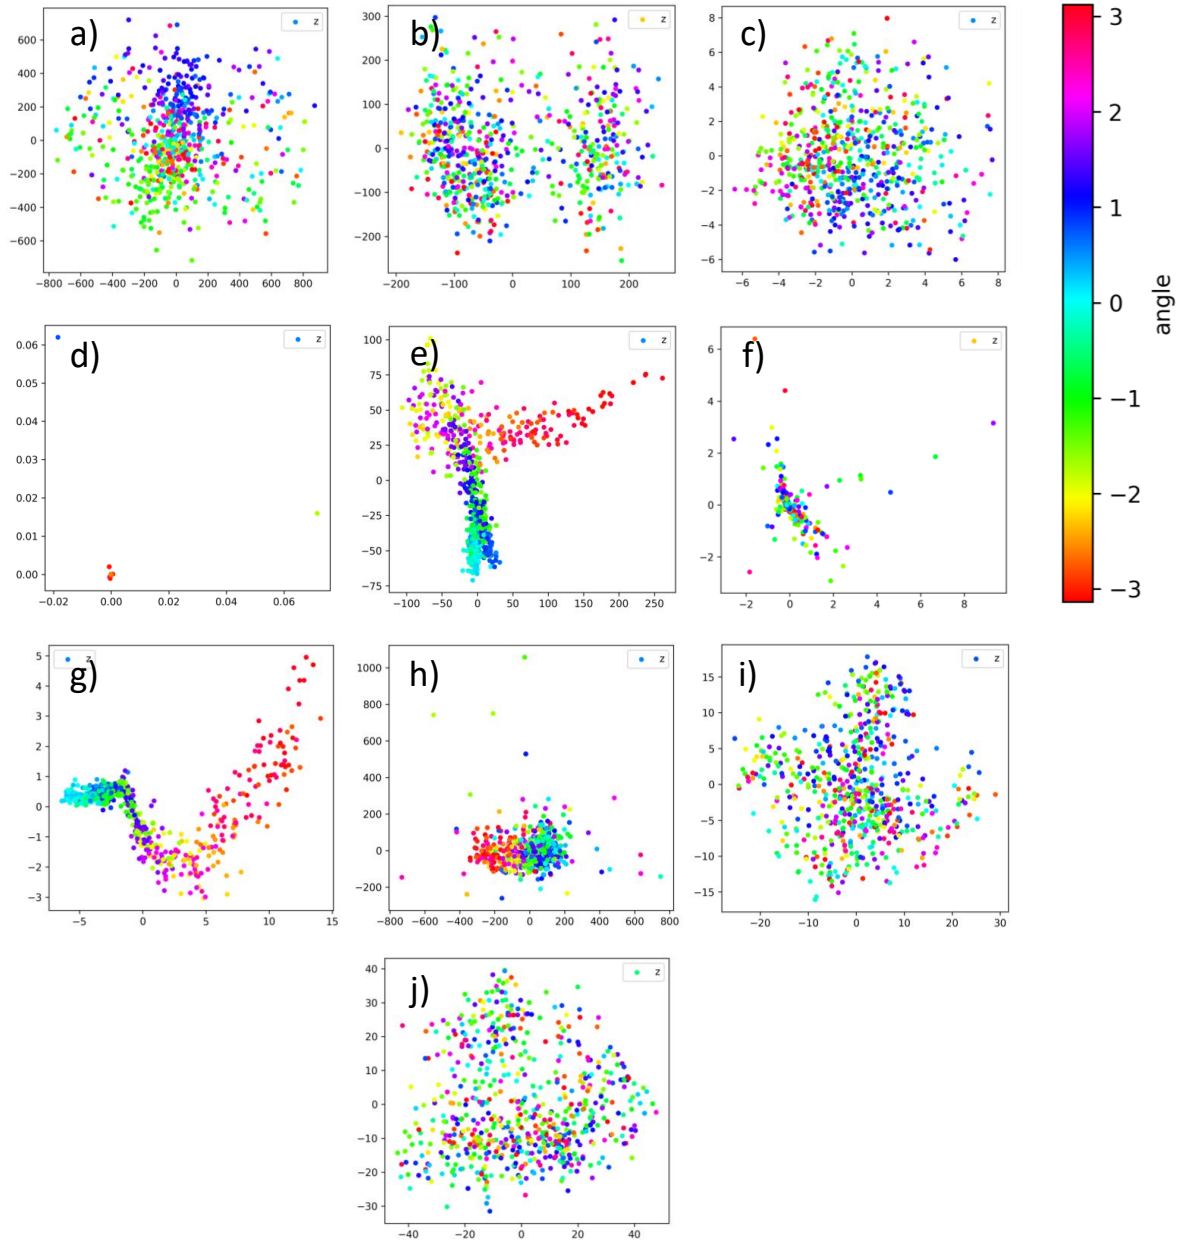 a)
z
600
400
200
0
−200
−400
−600
−800 −600 −400 −200 0 200 400 600 800
b)
z
300
200
100
0
−100
−200
−200 −100 0 100 200
c)
z
8
6
4
2
0
−2
−4
−6
−6 −4 −2 0 2 4 6 8
3
2
1
0
−1
−2
−3
angle
d)
z
0.06
0.05
0.04
0.03
0.02
0.01
0.00
−0.02 0.00 0.02 0.04 0.06
e)
z
100
75
50
25
0
−25
−50
−75
−100 −50 0 50 100 150 200 250
f)
z
6
4
2
0
−2
−2 0 2 4 6 8
g)
z
5
4
3
2
1
0
−1
−2
−3
−5 0 5 10 15
h)
z
1000
800
600
400
200
0
−200
−800 −600 −400 −200 0 200 400 600 800
i)
z
15
10
5
0
−5
−10
−15
−20 −10 0 10 20 30
j)
z
40
30
20
10
0
−10
−20
−30
−40 −20 0 20 40